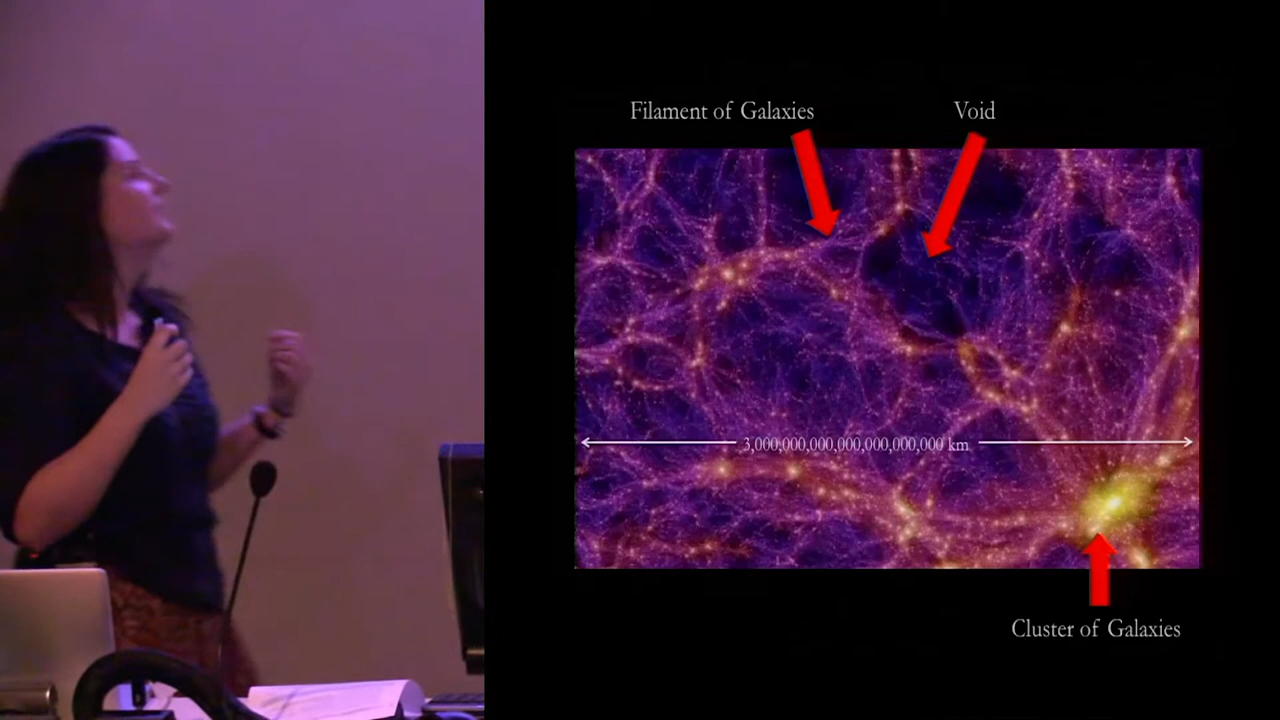 Filament of Galaxies
Void
3,000,000,000,000,000,000,000 km
Cluster of Galaxies